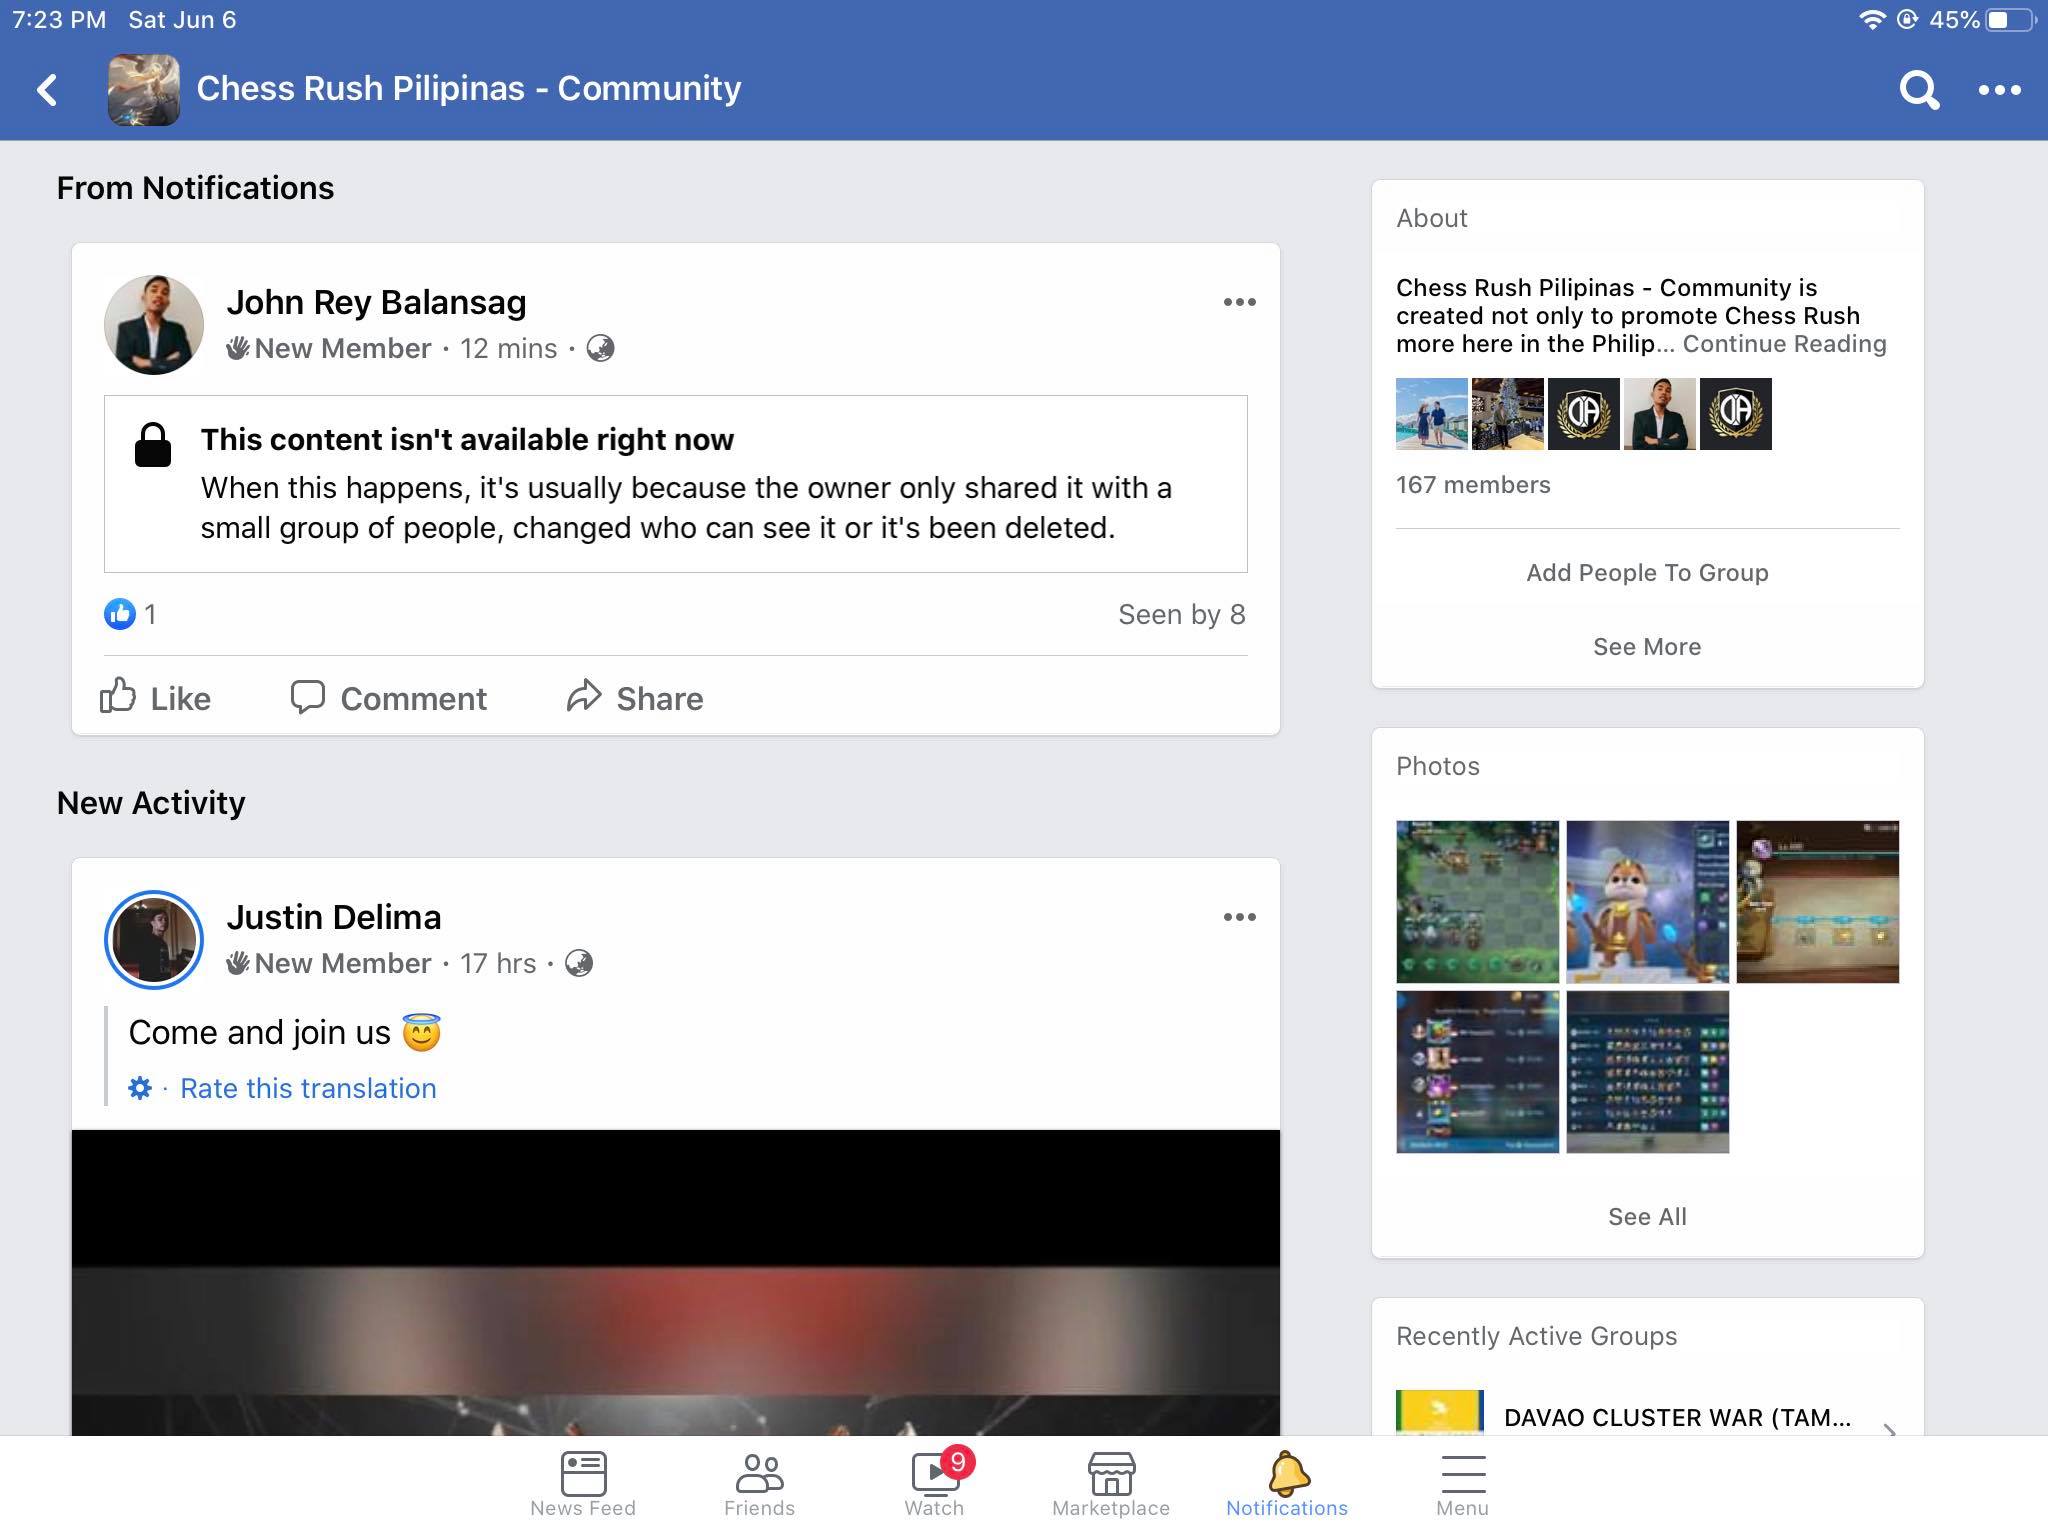 7:23 PM Sat Jun 6
45%
Chess Rush Pilipinas - Community
From Notifications
John Rey Balansag
New Member · 12 mins ·
This content isn't available right now
When this happens, it's usually because the owner only shared it with a
small group of people, changed who can see it or it's been deleted.
1
Seen by 8
Like Comment Share
New Activity
Justin Delima
New Member · 17 hrs ·
Come and join us 😇
· Rate this translation
About
Chess Rush Pilipinas - Community is
created not only to promote Chess Rush
more here in the Philip... Continue Reading
167 members
Add People To Group
See More
Photos
See All
Recently Active Groups
DAVAO CLUSTER WAR (TAM...
9
News Feed Friends Watch Marketplace Notifications Menu